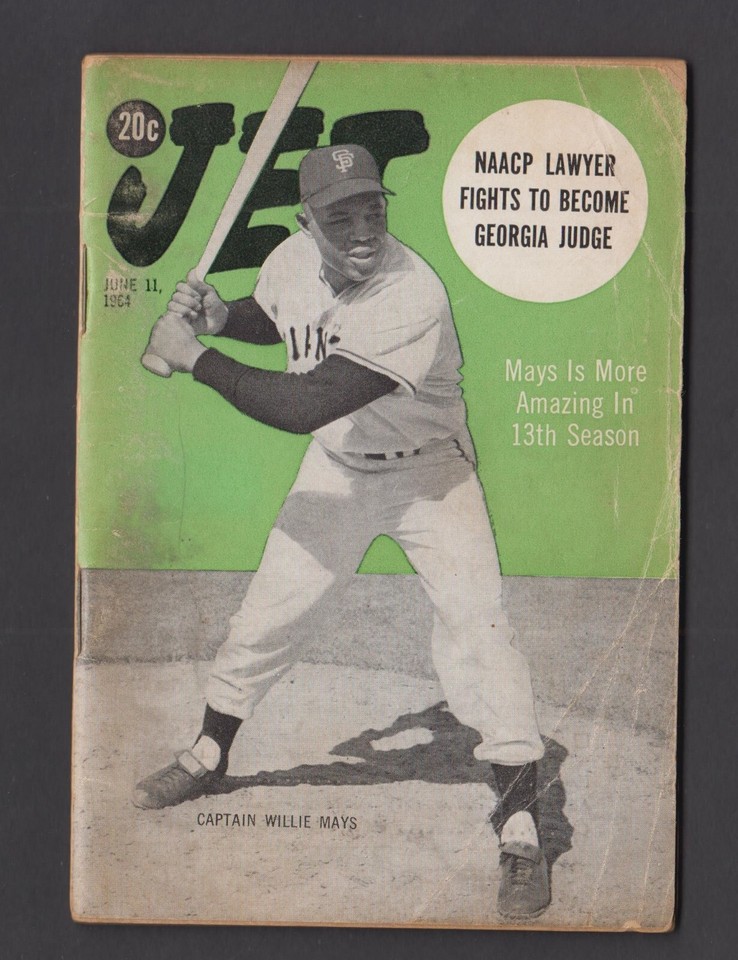 20c
JET
JUNE 11,
1964
SF
NAACP LAWYER
FIGHTS TO BECOME
GEORGIA JUDGE
Mays Is More
Amazing In
13th Season
CAPTAIN WILLIE MAYS